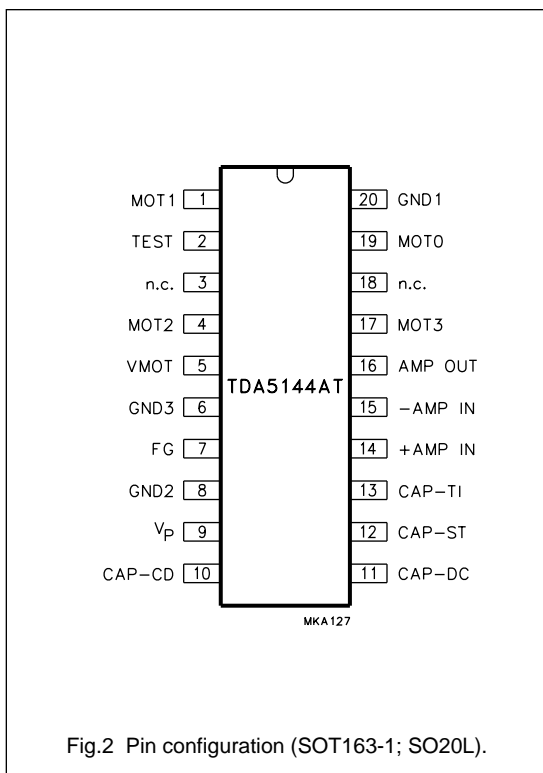 MOT1 1 20 GND1
TEST 2 19 MOT0
n.c. 3 18 n.c.
MOT2 4 17 MOT3
VMOT 5 16 AMP OUT
TDA5144AT
GND3 6 15 -AMP IN
FG 7 14 +AMP IN
GND2 8 13 CAP-TI
VP 9 12 CAP-ST
CAP-CD 10 11 CAP-DC
MKA127
Fig.2 Pin configuration (SOT163-1; SO20L).